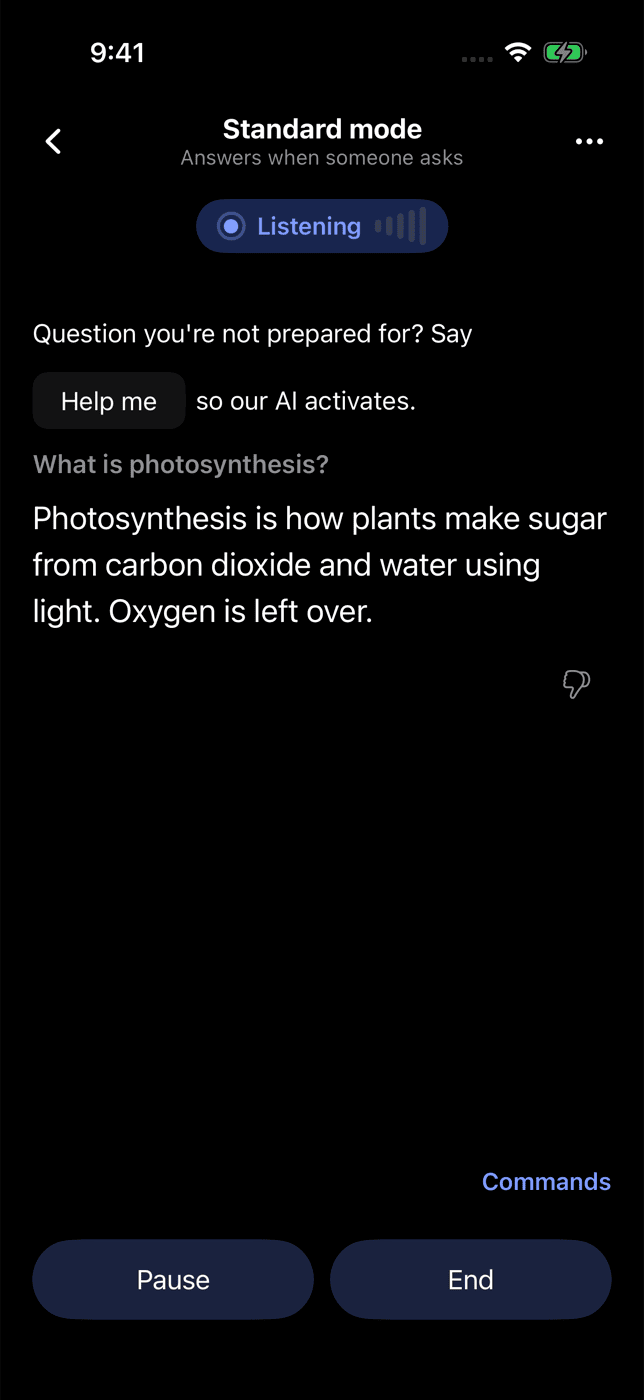 9:41
Standard mode
Answers when someone asks
Listening
Question you're not prepared for? Say
Help me so our AI activates.
What is photosynthesis?
Photosynthesis is how plants make sugar
from carbon dioxide and water using
light. Oxygen is left over.
Commands
Pause End